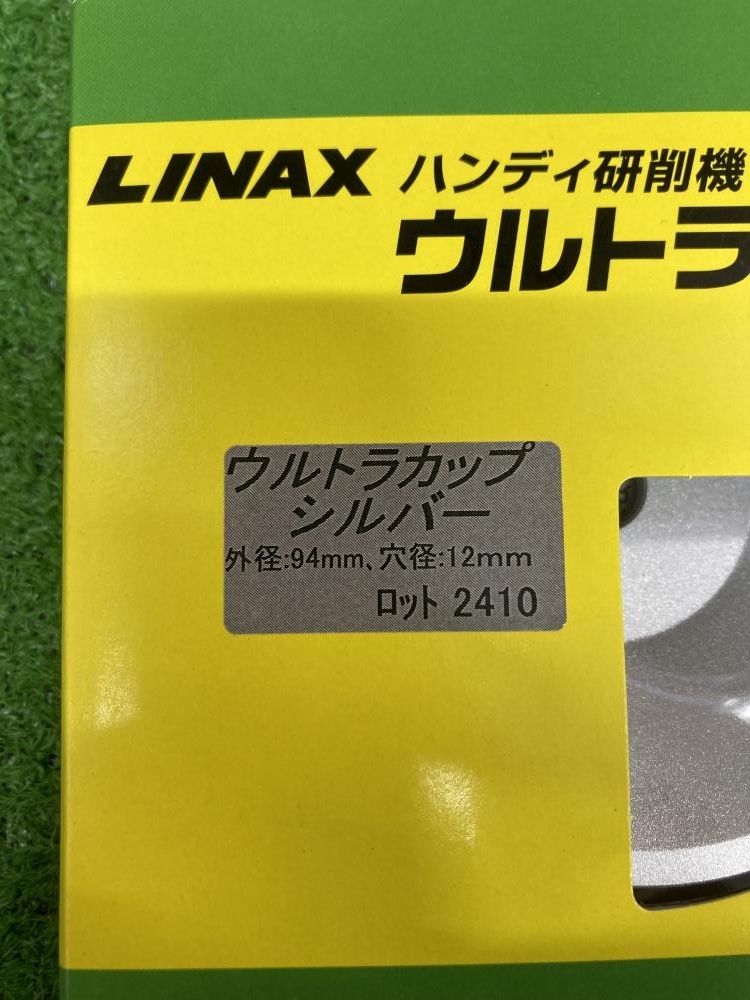 LINAX ハンディ研削機
ウルトラ
ウルトラカップ
シルバー
外径:94mm、穴径:12mm
ロット 2410